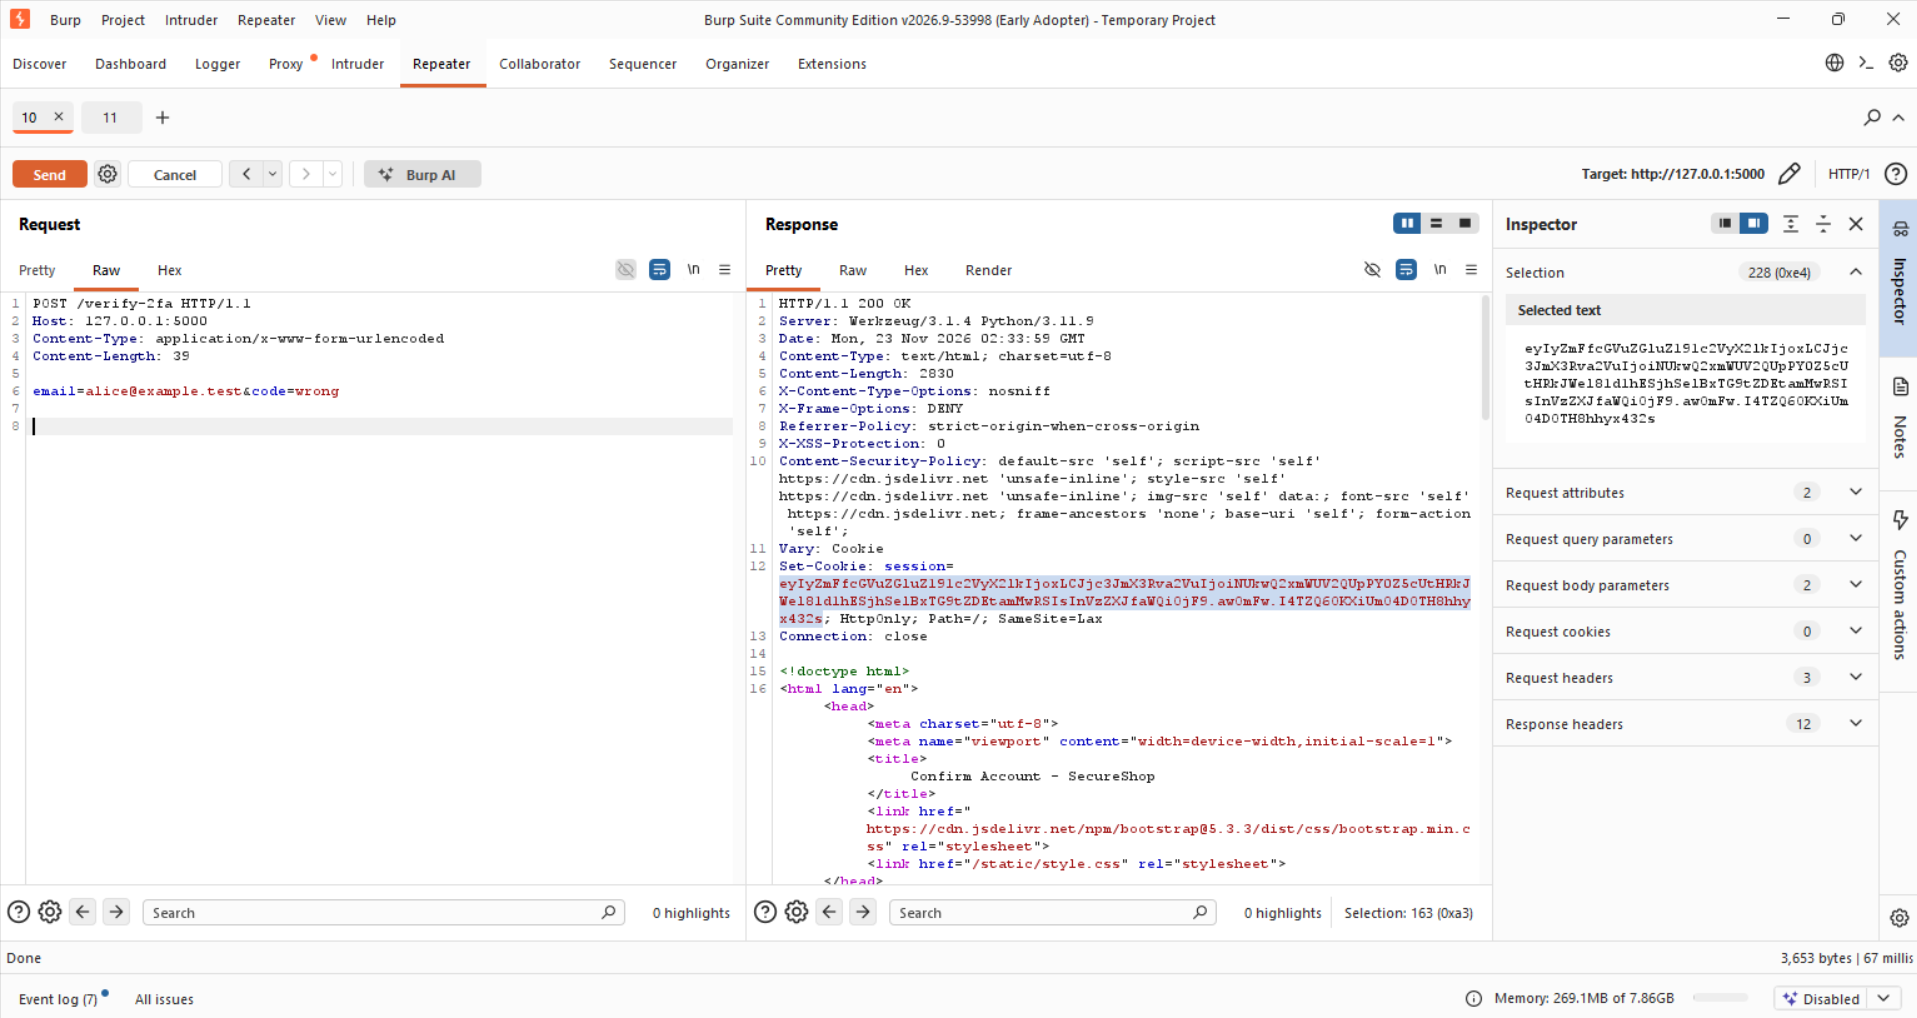 Burp Project Intruder Repeater View Help
Burp Suite Community Edition v2026.9-53998 (Early Adopter) - Temporary Project
Discover Dashboard Logger Proxy Intruder Repeater Collaborator Sequencer Organizer Extensions
10 × 11 +
Send Cancel < > Burp AI
Target: http://127.0.0.1:5000 HTTP/1
Request
Pretty Raw Hex \n
1 POST /verify-2fa HTTP/1.1
2 Host: 127.0.0.1:5000
3 Content-Type: application/x-www-form-urlencoded
4 Content-Length: 39
5
6 email=alice@example.test&code=wrong
7
8
Search 0 highlights
Response
Pretty Raw Hex Render \n
1 HTTP/1.1 200 OK
2 Server: Werkzeug/3.1.4 Python/3.11.9
3 Date: Mon, 23 Nov 2026 02:33:59 GMT
4 Content-Type: text/html; charset=utf-8
5 Content-Length: 2830
6 X-Content-Type-Options: nosniff
7 X-Frame-Options: DENY
8 Referrer-Policy: strict-origin-when-cross-origin
9 X-XSS-Protection: 0
10 Content-Security-Policy: default-src 'self'; script-src 'self'
https://cdn.jsdelivr.net 'unsafe-inline'; style-src 'self'
https://cdn.jsdelivr.net 'unsafe-inline'; img-src 'self' data:; font-src 'self'
https://cdn.jsdelivr.net; frame-ancestors 'none'; base-uri 'self'; form-action
'self';
11 Vary: Cookie
12 Set-Cookie: session=
x432s; HttpOnly; Path=/; SameSite=Lax
13 Connection: close
14
15 <!doctype html>
16 <html lang="en">
<head>
<meta charset="utf-8">
<meta name="viewport" content="width=device-width,initial-scale=1">
<title>
Confirm Account - SecureShop
</title>
<link href="
https://cdn.jsdelivr.net/npm/bootstrap@5.3.3/dist/css/bootstrap.min.c
ss" rel="stylesheet">
<link href="/static/style.css" rel="stylesheet">
</head>
Search 0 highlights Selection: 163 (0xa3)
Inspector
Selection 228 (0xe4)
Selected text
04D0TH8hhyx432s
Request attributes 2
Request query parameters 0
Request body parameters 2
Request cookies 0
Request headers 3
Response headers 12
Inspector
Notes
Custom actions
Done
3,653 bytes | 67 millis
Event log (7) All issues
Memory: 269.1MB of 7.86GB
Disabled